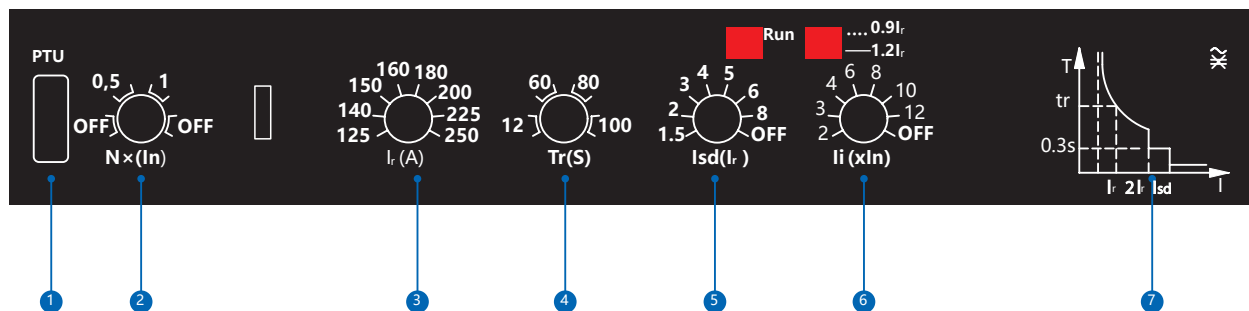 PTU
0,5 1
OFF OFF
N×(In)
160 180
150 200
140 225
125 250
Ir (A)
60 80
12 100
Tr(S)
Run
4 5
3 6
2 8
1.5 OFF
Isd(Ir )
....0.9Ir
1.2Ir
6 8
4 10
3 12
2 OFF
Ii (xIn)
T
tr
0.3s
Ir 2Ir Isd I
1 2 3 4 5 6 7